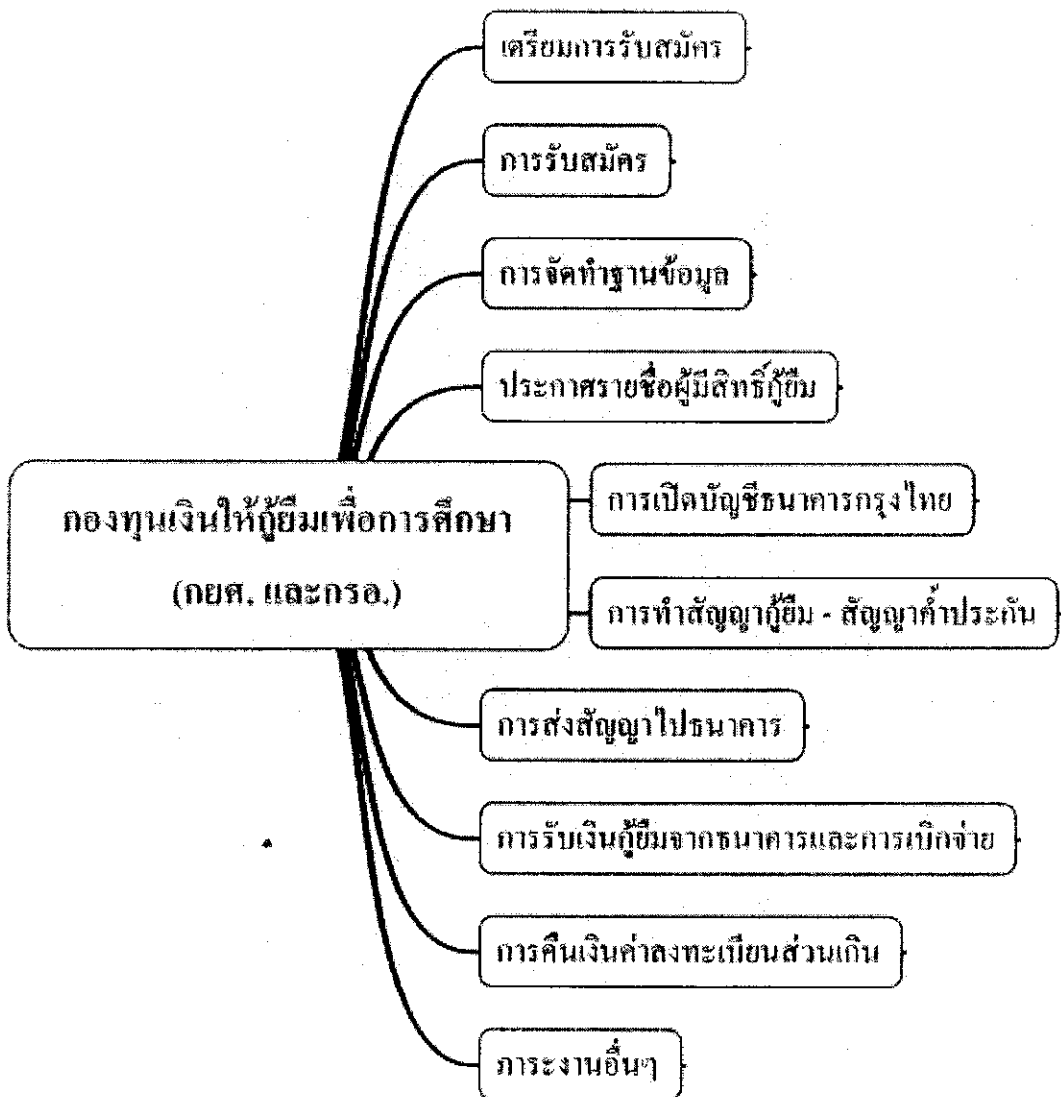 เตรียมการรับสมัคร
การรับสมัคร
การจัดทำฐานข้อมูล
ประกาศรายชื่อผู้มีสิทธิ์กู้ยืม
กองทุนเงินให้กู้ยืมเพื่อการศึกษา
(กยศ. และกรอ.)
การเปิดบัญชีธนาคารกรุงไทย
การทำสัญญากู้ยืม - สัญญาค้ำประกัน
การส่งสัญญาไปธนาคาร
การรับเงินกู้ยืมจากธนาคารและการเบิกจ่าย
การคืนเงินค่าลงทะเบียนส่วนเกิน
ภาระงานอื่นๆ